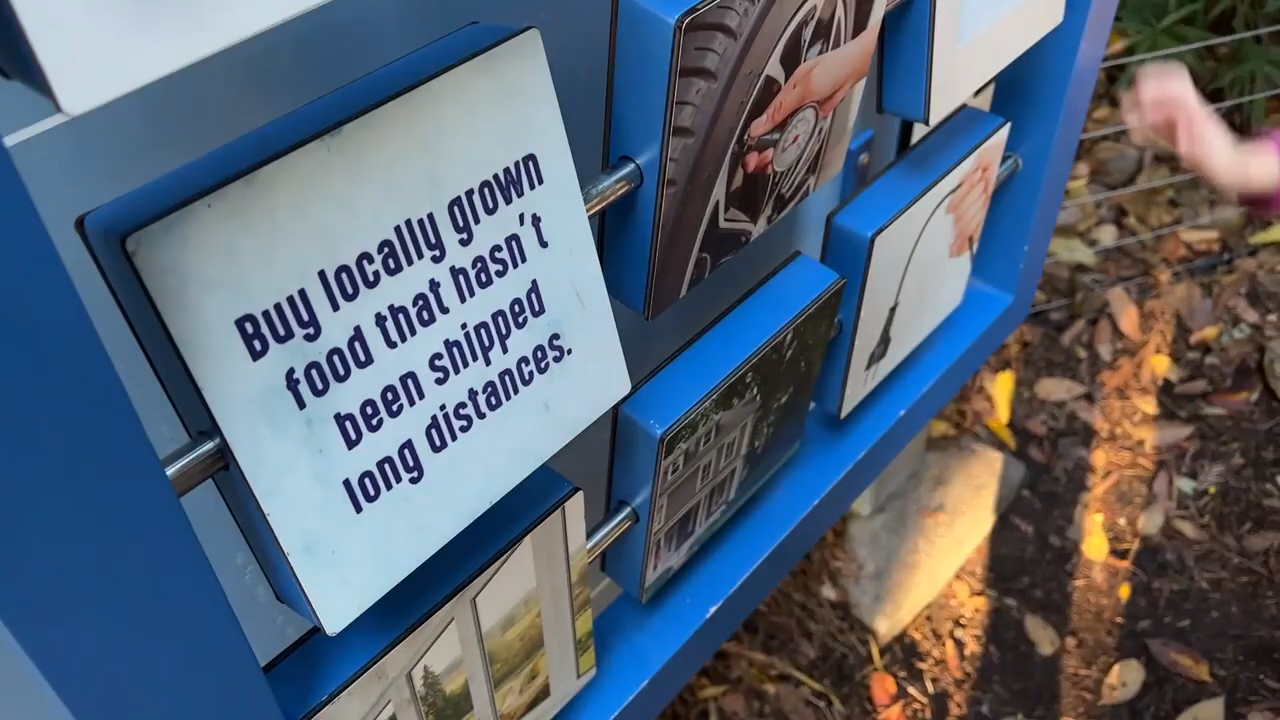 Buy locally grown
food that hasn't
been shipped
long distances.